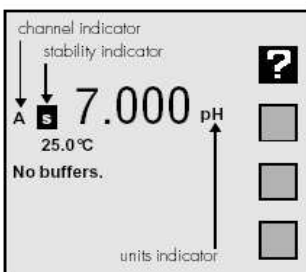 channel indicator
stability indicator
?
A s 7.000 pH
25.0 °C
No buffers.
units indicator